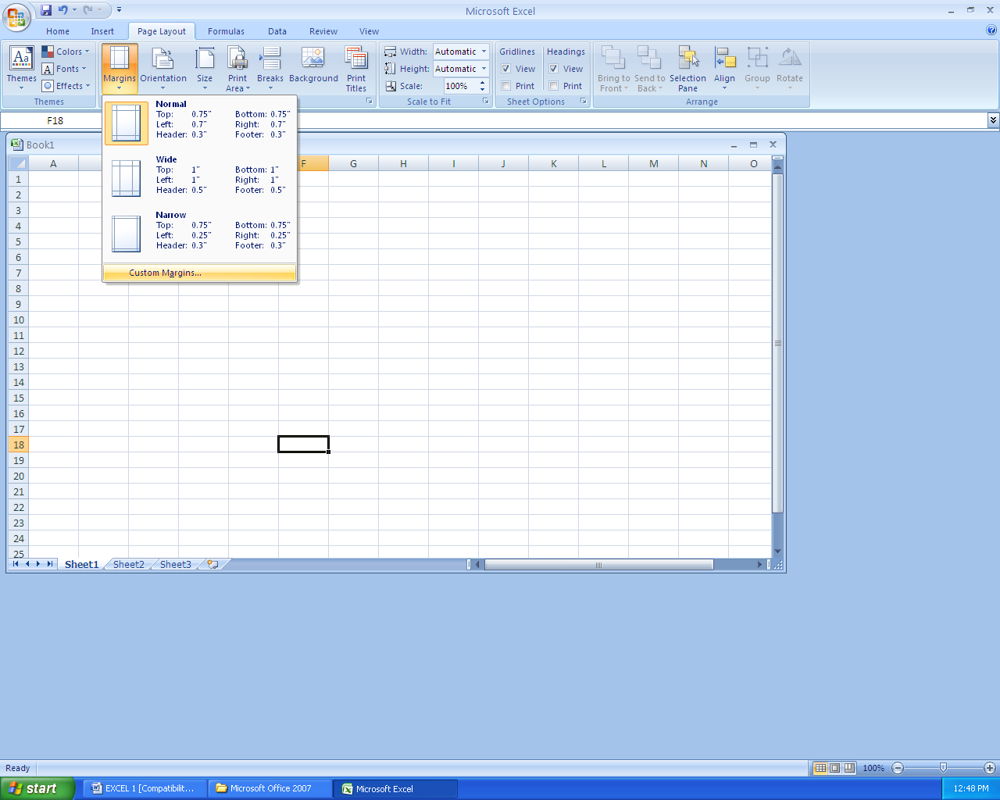 Microsoft Excel
Home Insert Page Layout Formulas Data Review View
Themes Colors Fonts Effects
Themes
Margins Orientation Size Print Area Breaks Background Print Titles
Width: Automatic
Height: Automatic
Scale: 100%
Scale to Fit
Gridlines Headings
View View
Print Print
Sheet Options
Bring to Front Send to Back Selection Pane Align Group Rotate
Arrange
F18
Normal
Top: 0.75" Bottom: 0.75"
Left: 0.7" Right: 0.7"
Header: 0.3" Footer: 0.3"
Wide
Top: 1" Bottom: 1"
Left: 1" Right: 1"
Header: 0.5" Footer: 0.5"
Narrow
Top: 0.75" Bottom: 0.75"
Left: 0.25" Right: 0.25"
Header: 0.3" Footer: 0.3"
Custom Margins...
Book1
A F G H I J K L M N O
1
2
3
4
5
6
7
8
9
10
11
12
13
14
15
16
17
18
19
20
21
22
23
24
25
Sheet1 Sheet2 Sheet3
Ready 100%
start EXCEL 1 [Compatibilit... Microsoft Office 2007 Microsoft Excel 12:48 PM